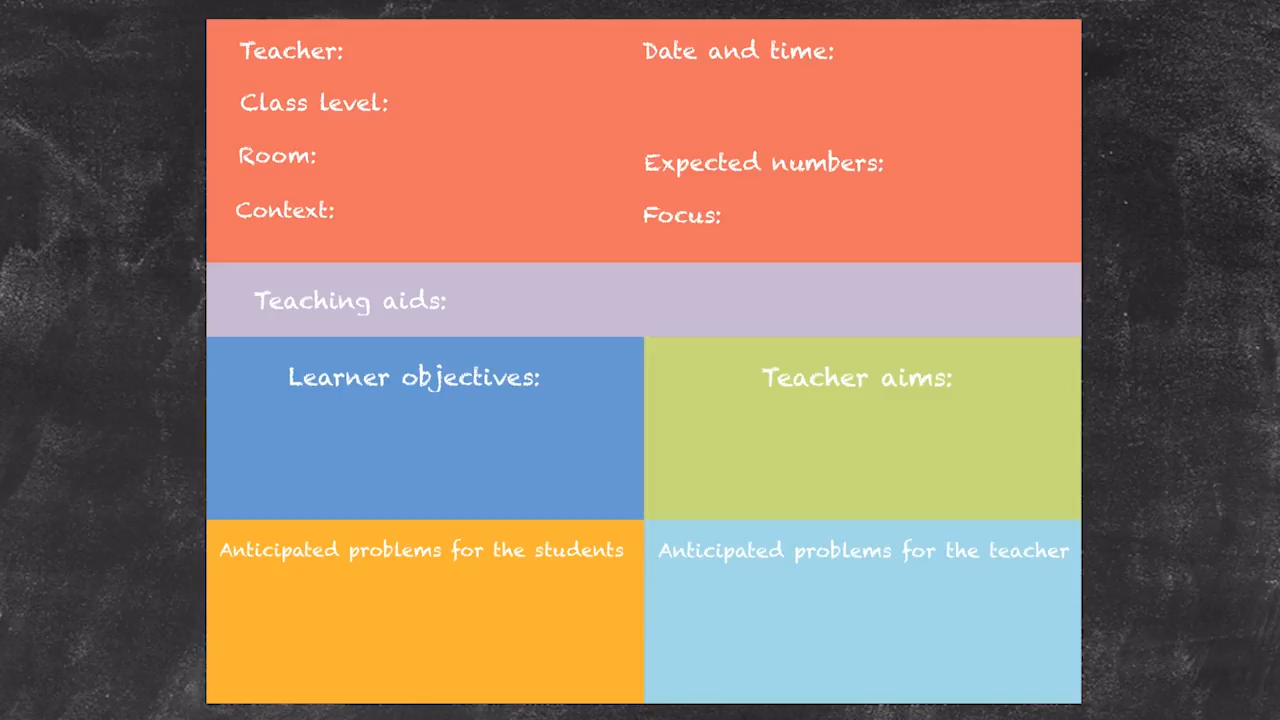 Teacher:
Date and time:
Class level:
Room:
Expected numbers:
Context:
Focus:
Teaching aids:
Learner objectives:
Teacher aims:
Anticipated problems for the students
Anticipated problems for the teacher